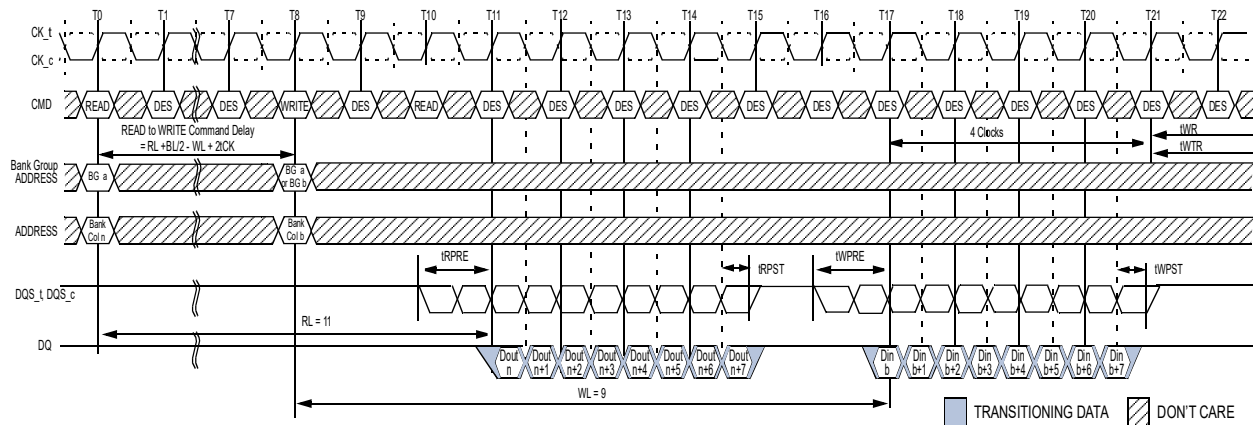 T0 T1 T7 T8 T9 T10 T11 T12 T13 T14 T15 T16 T17 T18 T19 T20 T21 T22
CK_t
CK_c
CMD READ DES DES WRITE DES READ DES DES DES DES DES DES DES DES DES DES DES DES
READ to WRITE Command Delay
= RL +BL/2 - WL + 2tCK
4 Clocks
tWR
tWTR
Bank Group
ADDRESS
BG a
BG a
or BG b
ADDRESS
Bank
Col n
Bank
Col b
tRPRE tRPST tWPRE tWPST
DQS_t, DQS_c
RL = 11
DQ
Dout
n
Dout
n+1
Dout
n+2
Dout
n+3
Dout
n+4
Dout
n+5
Dout
n+6
Dout
n+7
Din
b
Din
b+1
Din
b+2
Din
b+3
Din
b+4
Din
b+5
Din
b+6
Din
b+7
WL = 9
TRANSITIONING DATA
DON'T CARE